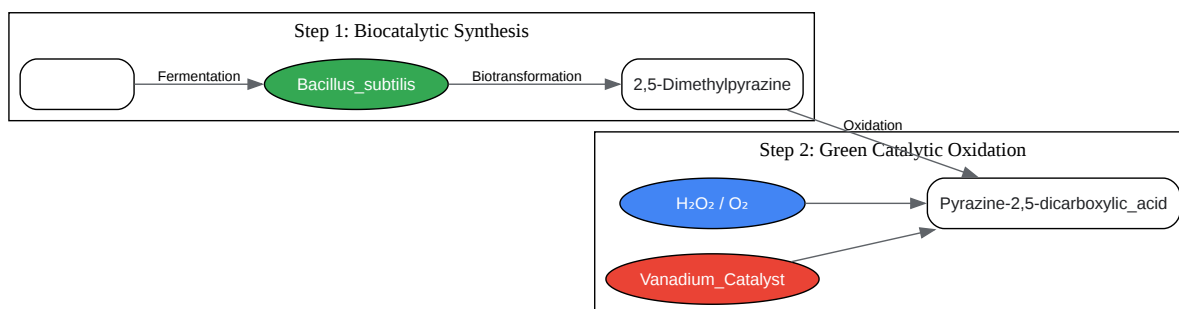 Step 1: Biocatalytic Synthesis
Fermentation
Bacillus_subtilis
Biotransformation
2,5-Dimethylpyrazine
Oxidation
Step 2: Green Catalytic Oxidation
H₂O₂ / O₂
Pyrazine-2,5-dicarboxylic_acid
Vanadium_Catalyst